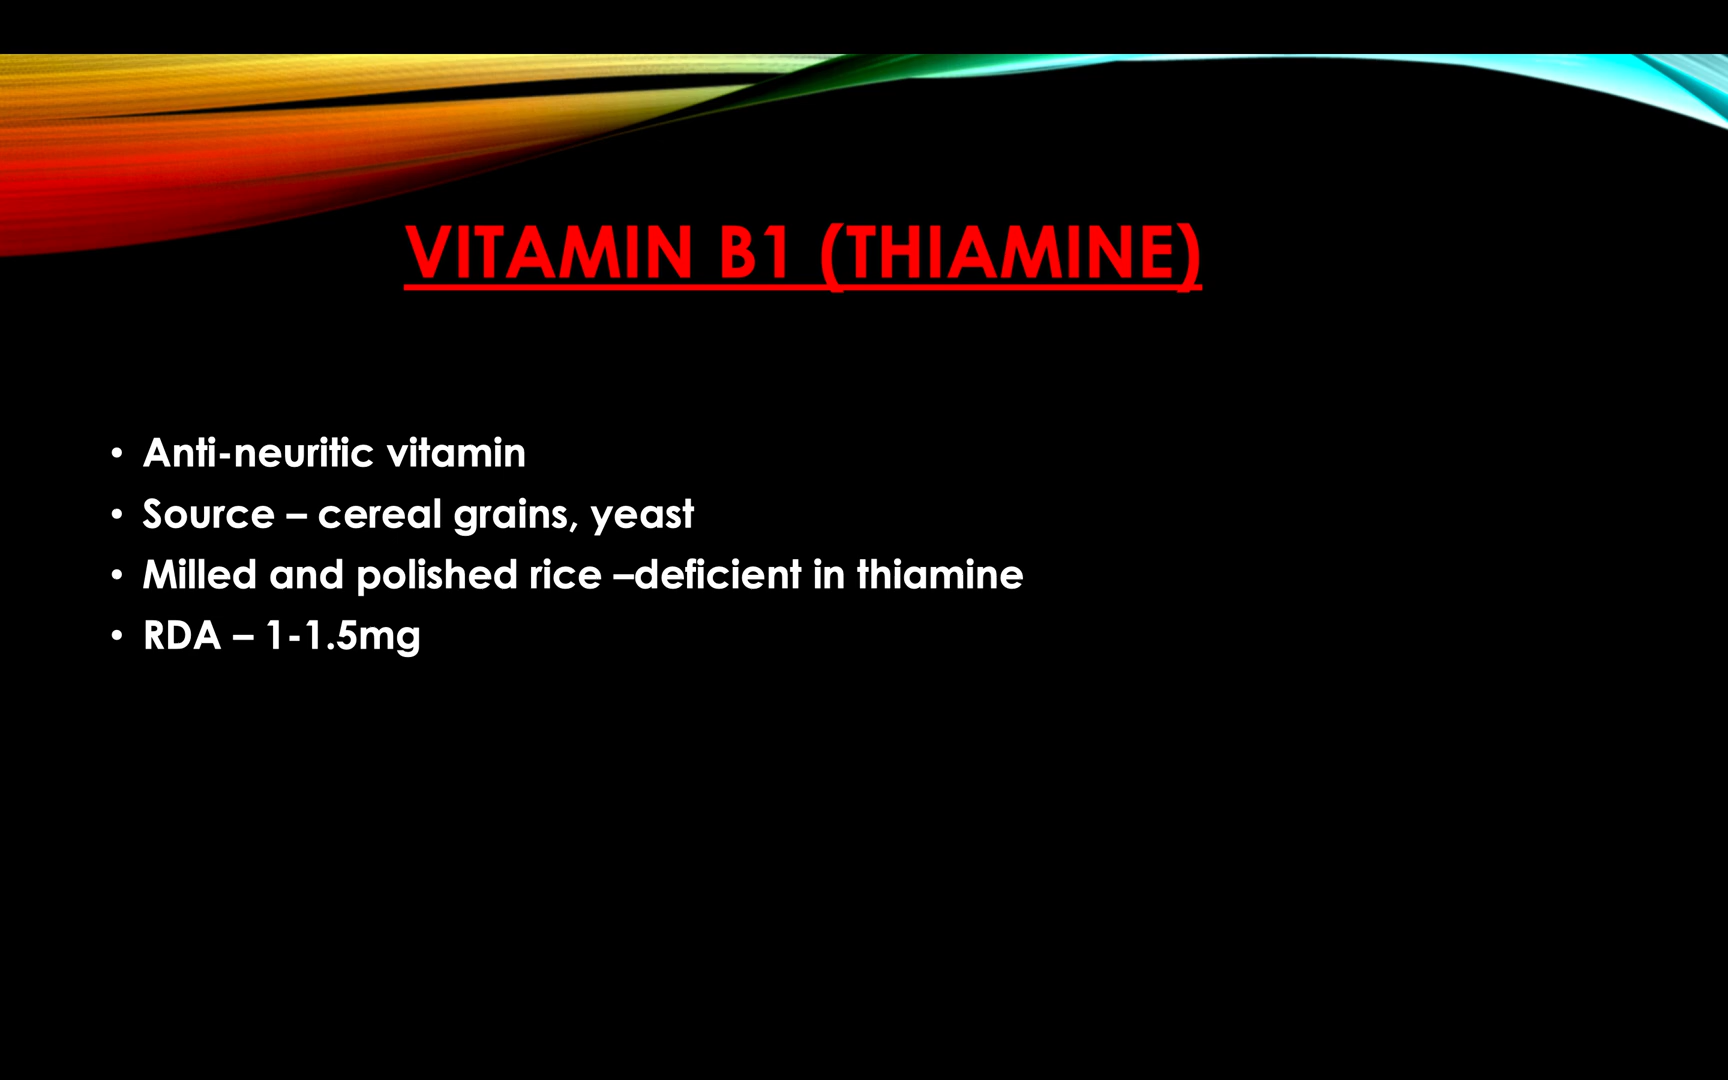 VITAMIN B1 (THIAMINE)
• Anti-neuritic vitamin
• Source – cereal grains, yeast
• Milled and polished rice –deficient in thiamine
• RDA – 1-1.5mg